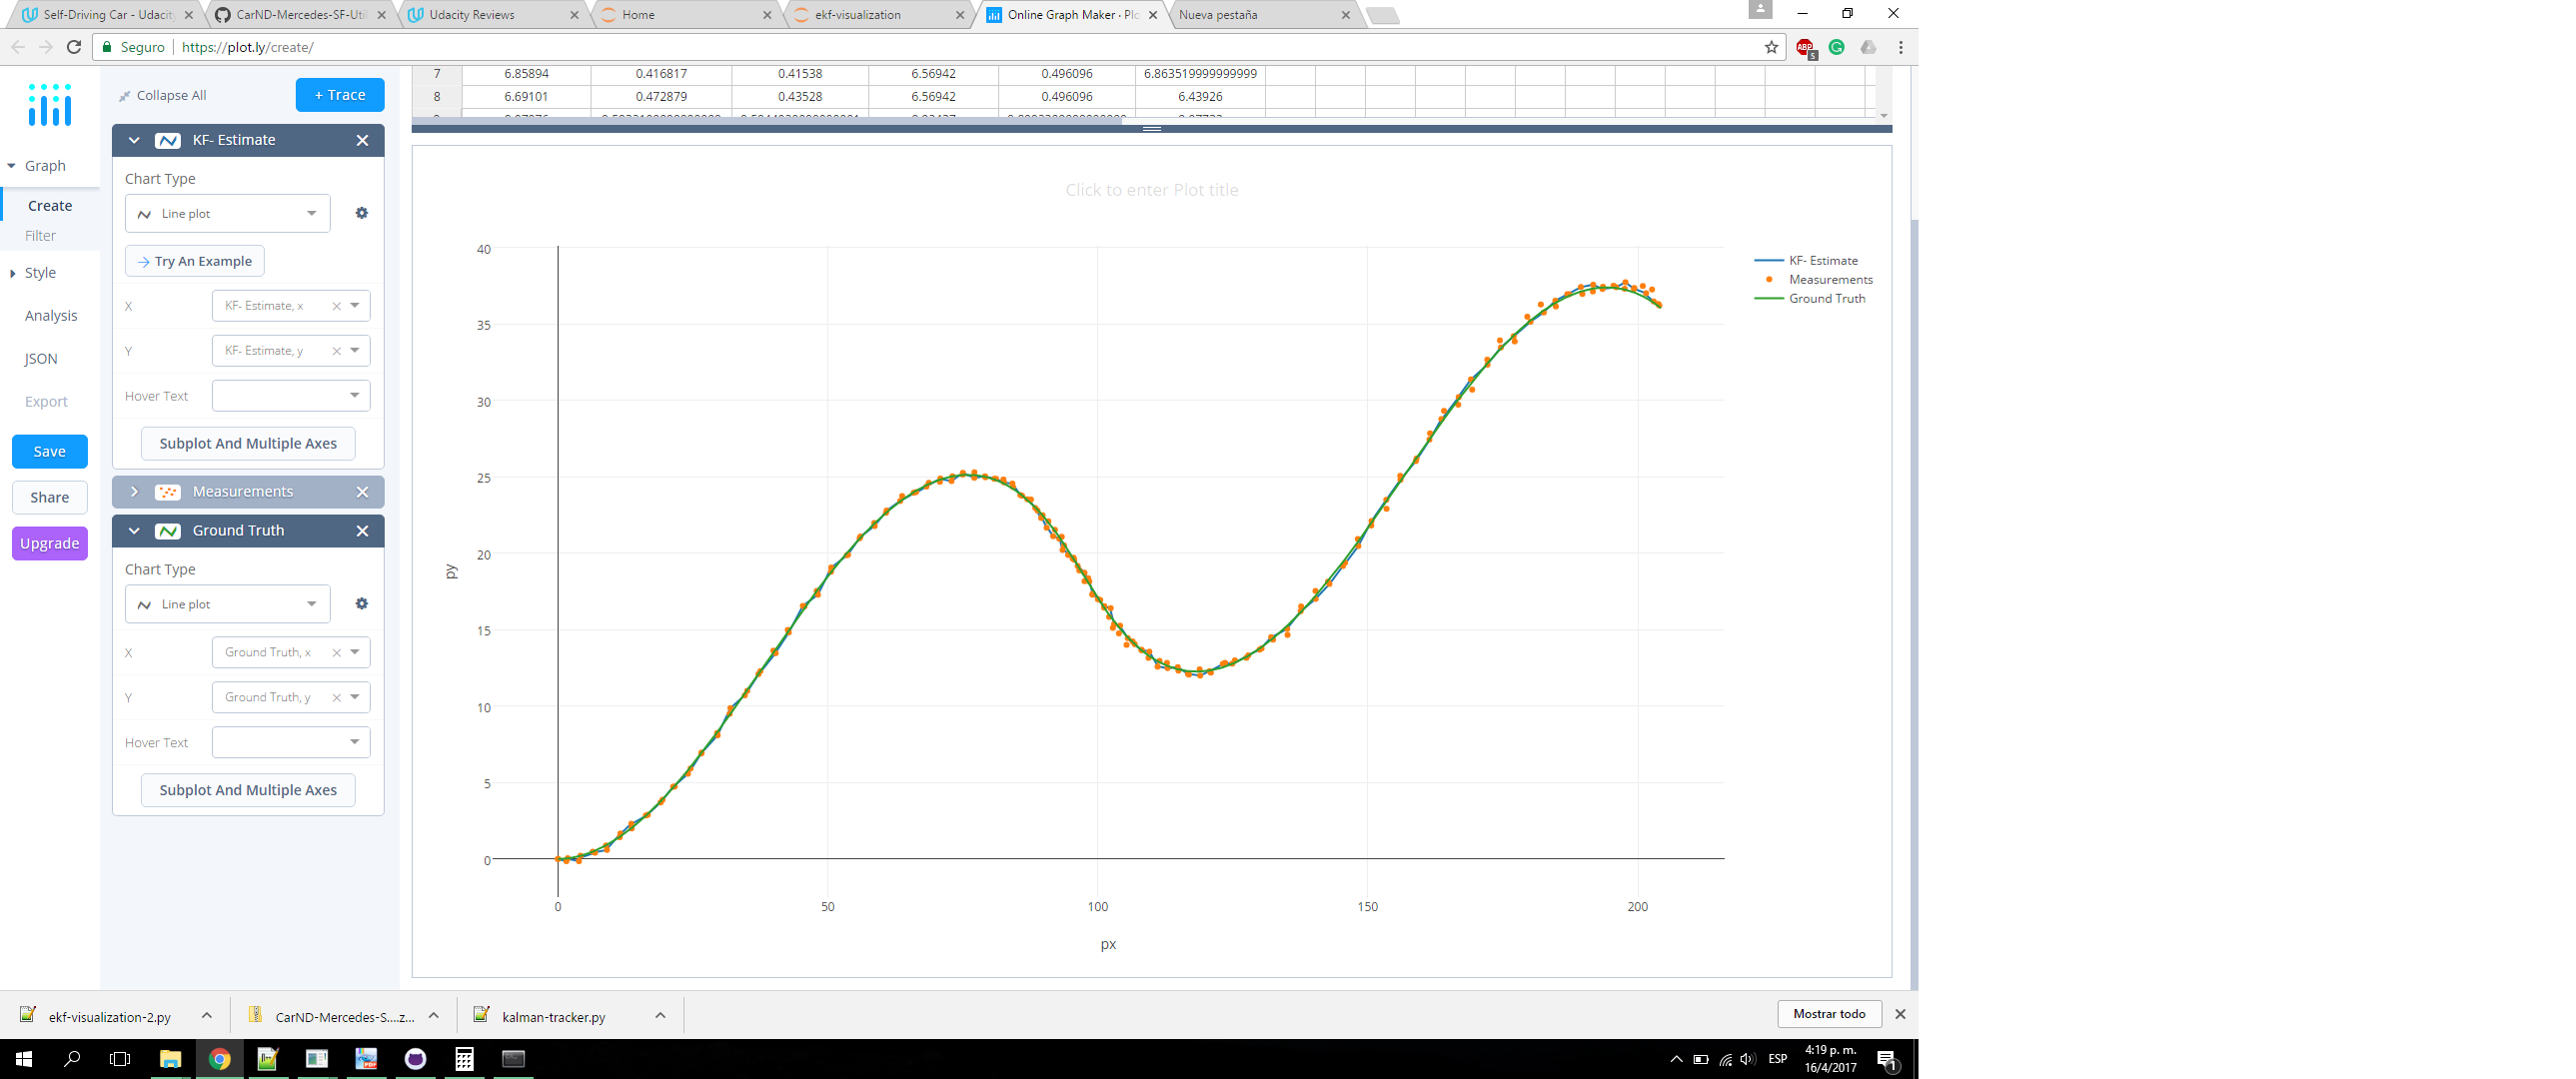 Self-Driving Car - Udacity
CarND-Mercedes-SF-Uti
Udacity Reviews
Home
ekf-visualization
Online Graph Maker · Plo
Nueva pestaña
Seguro https://plot.ly/create/
ABP
5
Collapse All
+ Trace
7 6.85894 0.416817 0.41538 6.56942 0.496096 6.863519999999999
8 6.69101 0.472879 0.43528 6.56942 0.496096 6.43926
Graph
Create
Filter
Style
Analysis
JSON
Export
Save
Share
Upgrade
KF- Estimate
Chart Type
Line plot
Try An Example
X KF- Estimate, x
Y KF- Estimate, y
Hover Text
Subplot And Multiple Axes
Measurements
Ground Truth
Chart Type
Line plot
X Ground Truth, x
Y Ground Truth, y
Hover Text
Subplot And Multiple Axes
Click to enter Plot title
KF- Estimate
Measurements
Ground Truth
40
35
30
25
20
15
10
5
0
py
0 50 100 150 200
px
ekf-visualization-2.py
CarND-Mercedes-S....z...
kalman-tracker.py
Mostrar todo
ESP
4:19 p. m.
16/4/2017
1